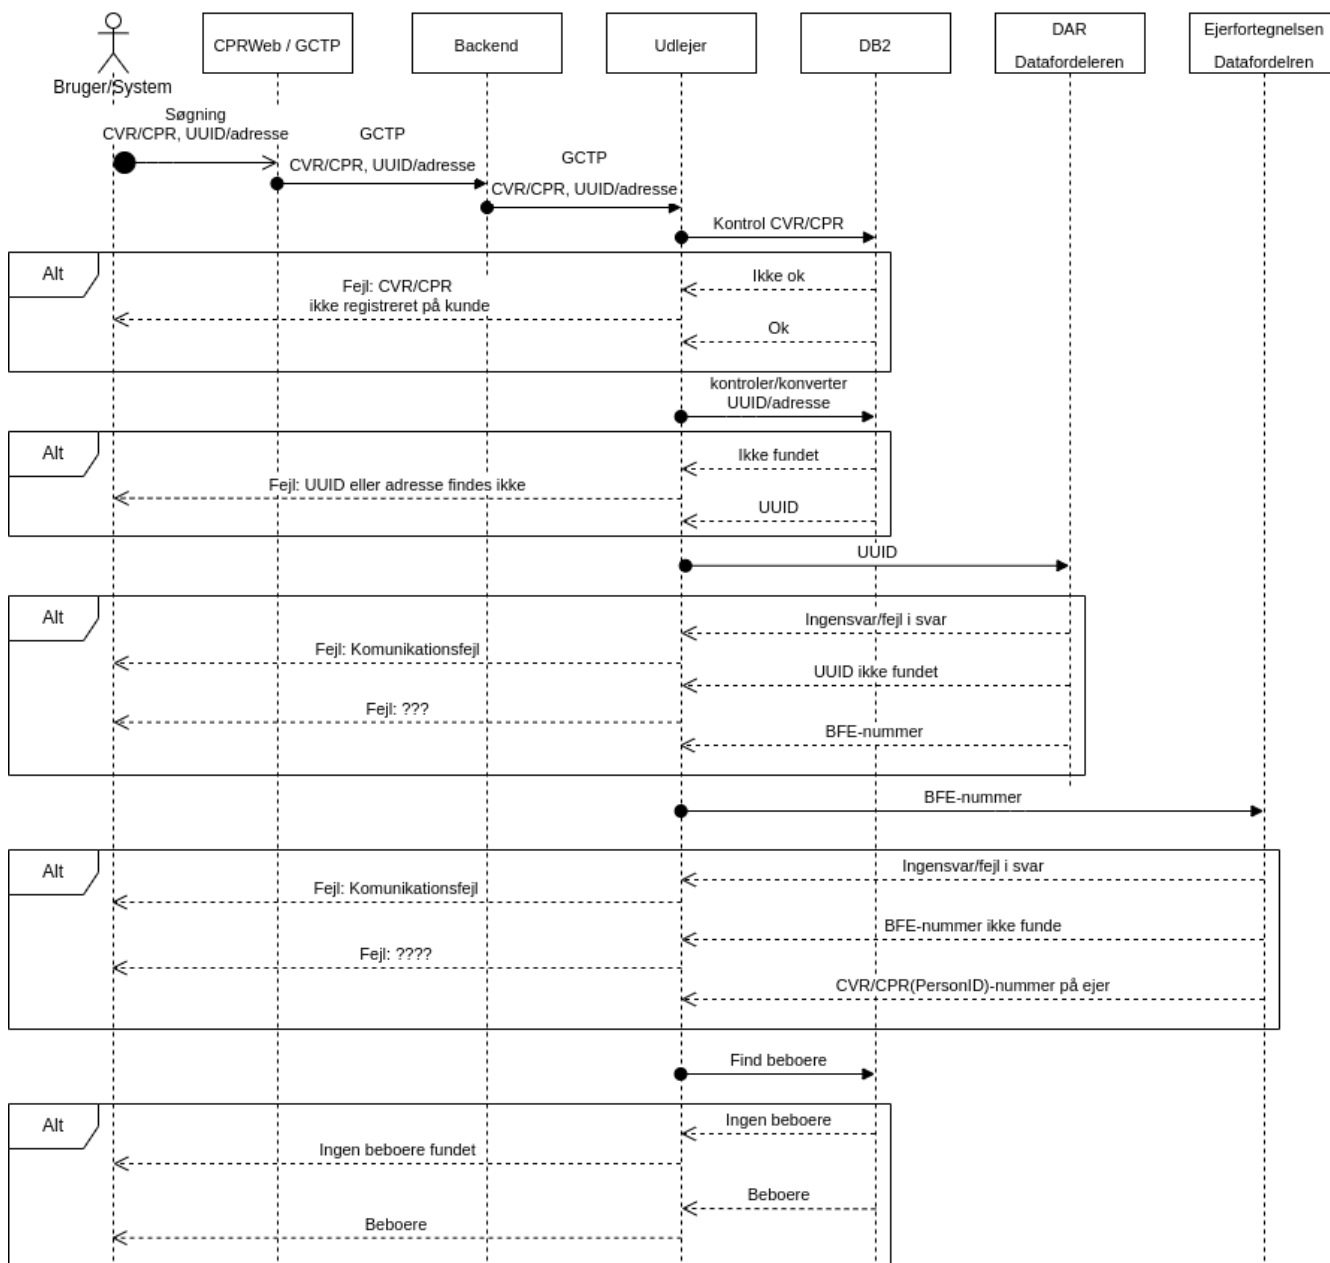 Bruger/System
CPRWeb / GCTP
Backend
Udlejer
DB2
DAR
Datafordeleren
Ejerfortegnelsen
Datafordelren
Søgning
CVR/CPR, UUID/adresse
GCTP
CVR/CPR, UUID/adresse
GCTP
CVR/CPR, UUID/adresse
Kontrol CVR/CPR
Alt
Ikke ok
Fejl: CVR/CPR
ikke registreret på kunde
Ok
kontroler/konverter
UUID/adresse
Alt
Ikke fundet
Fejl: UUID eller adresse findes ikke
UUID
UUID
Alt
Ingensvar/fejl i svar
Fejl: Komunikationsfejl
UUID ikke fundet
Fejl: ???
BFE-nummer
BFE-nummer
Alt
Ingensvar/fejl i svar
Fejl: Komunikationsfejl
BFE-nummer ikke funde
Fejl: ????
CVR/CPR(PersonID)-nummer på ejer
Find beboere
Alt
Ingen beboere
Ingen beboere fundet
Beboere
Beboere